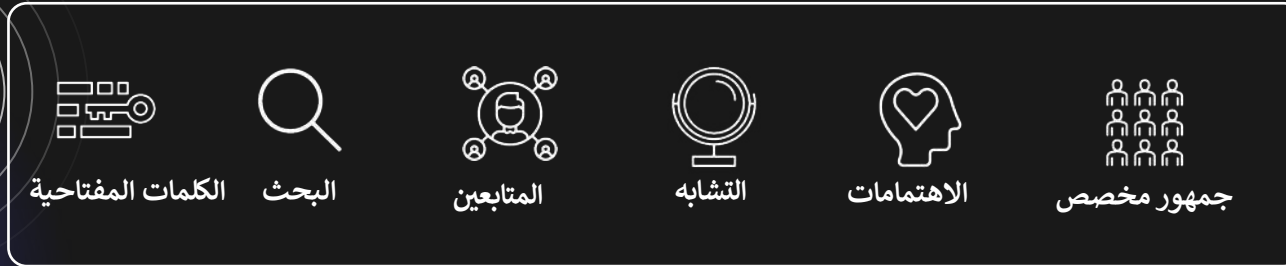 جمهور مخصص
الاهتمامات
التشابه
المتابعين
البحث
الكلمات المفتاحية